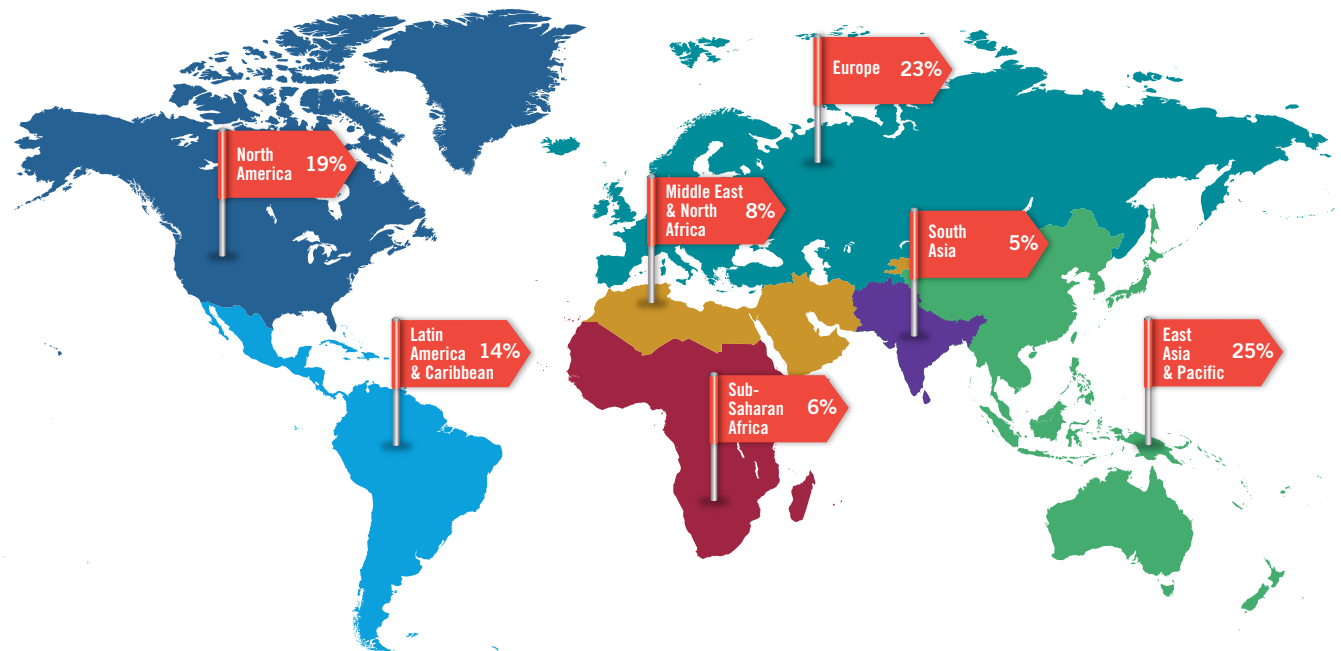 Europe 23%
North
America 19%
Middle East
& North
Africa 8%
South
Asia 5%
Latin
America
& Caribbean 14%
East
Asia
& Pacific 25%
Sub-
Saharan
Africa 6%